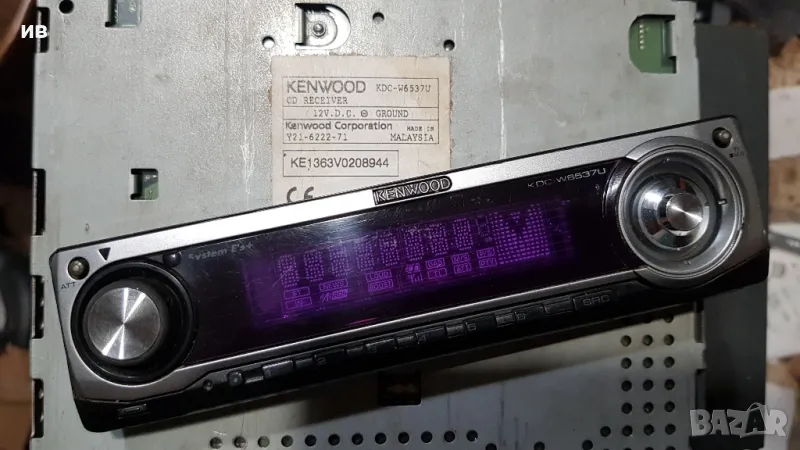 ИВ
KENWOOD KDC-W6537U
CD RECEIVER
12V.D.C. ⊖ GROUND
Kenwood Corporation MADE IN
Y21-6222-71 MALAYSIA
KE1363V0208944
CE
KENWOOD
KDC-W6537U
System E's+
ATT
SRC
BAZAR